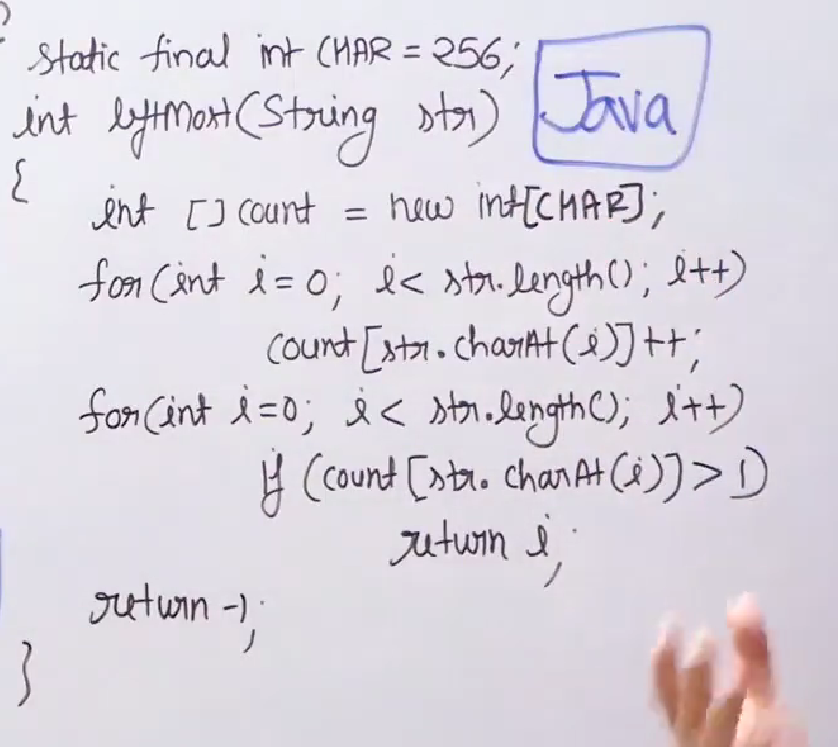 static final int CHAR = 256;
Java
int leftMost(String str)
{
int [] count = new int[CHAR];
for(int i=0; i< str.length(); i++)
count[str.charAt(i)]++;
for(int i=0; i< str.length(); i++)
if (count[str.charAt(i)]>1)
return i;
return -1;
}